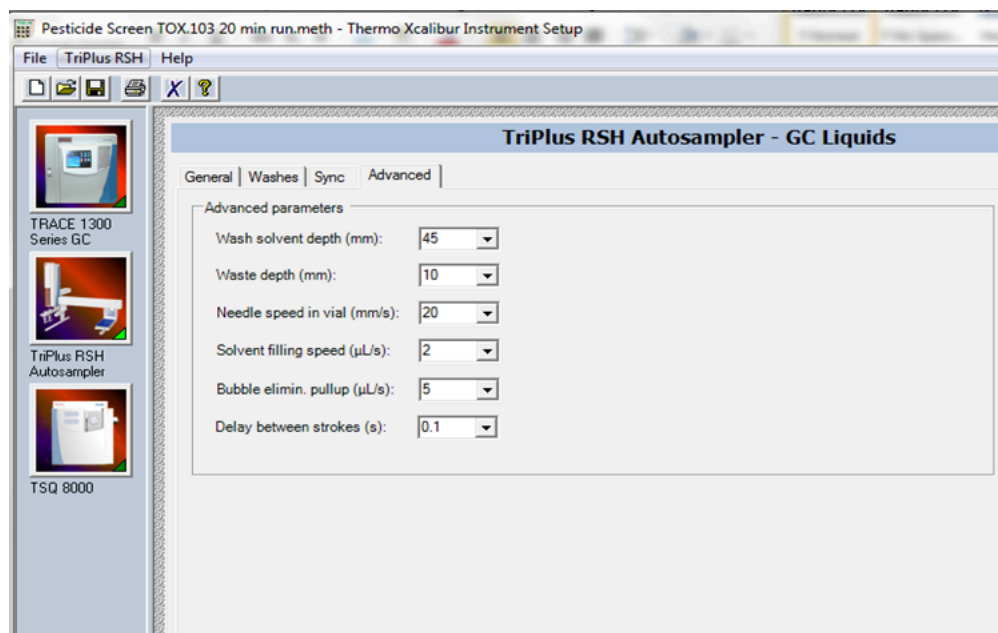 Pesticide Screen TOX.103 20 min run.meth - Thermo Xcalibur Instrument Setup
File TriPlus RSH Help
TriPlus RSH Autosampler - GC Liquids
General Washes Sync Advanced
Advanced parameters
Wash solvent depth (mm): 45
Waste depth (mm): 10
Needle speed in vial (mm/s): 20
Solvent filling speed (µL/s): 2
Bubble elimin. pullup (µL/s): 5
Delay between strokes (s): 0.1
TRACE 1300
Series GC
TriPlus RSH
Autosampler
TSQ 8000